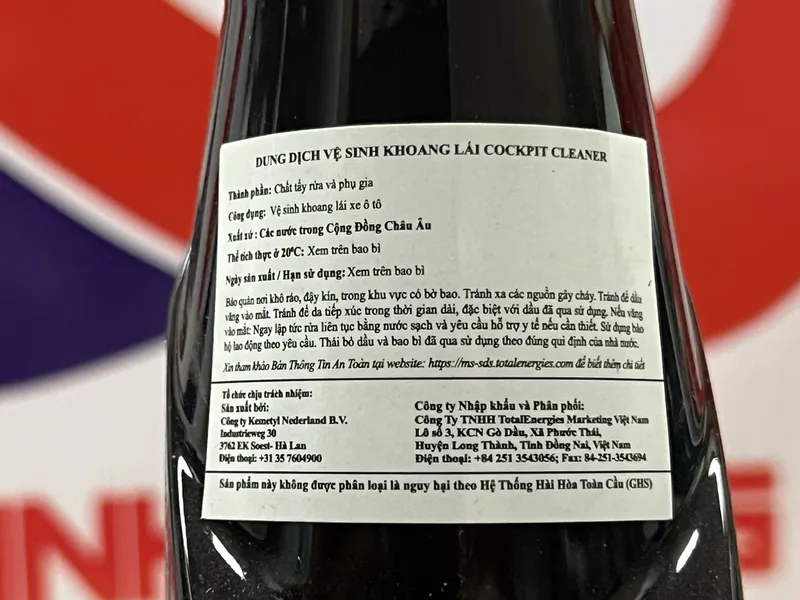 DUNG DỊCH VỆ SINH KHOANG LÁI COCKPIT CLEANER
Thành phần: Chất tẩy rửa và phụ gia
Công dụng: Vệ sinh khoang lái xe ô tô
Xuất xứ : Các nước trong Cộng Đồng Châu Âu
Thể tích thực ở 20°C: Xem trên bao bì
Ngày sản xuất / Hạn sử dụng: Xem trên bao bì
Bảo quản nơi khô ráo, đậy kín, trong khu vực có bờ bao. Tránh xa các nguồn gây cháy. Tránh để dầu
văng vào mắt. Tránh để da tiếp xúc trong thời gian dài, đặc biệt với dầu đã qua sử dụng. Nếu văng
vào mắt: Ngay lập tức rửa liên tục bằng nước sạch và yêu cầu hỗ trợ y tế nếu cần thiết. Sử dụng bảo
hộ lao động theo yêu cầu. Thải bỏ dầu và bao bì đã qua sử dụng theo đúng qui định của nhà nước.
Xin tham khảo Bản Thông Tin An Toàn tại website: https://ms-sds.totalenergies.com để biết thêm chi tiết
Tổ chức chịu trách nhiệm:
Sản xuất bởi:
Công ty Kemetyl Nederland B.V.
Industrieweg 30
3762 EK Soest- Hà Lan
Điện thoại: +31 35 7604900
Công ty Nhập khẩu và Phân phối:
Công Ty TNHH TotalEnergies Marketing Việt Nam
Lô số 3, KCN Gò Dầu, Xã Phước Thái,
Huyện Long Thành, Tỉnh Đồng Nai, Việt Nam
Điện thoại: +84 251 3543056; Fax: 84-251-3543694
Sản phẩm này không được phân loại là nguy hại theo Hệ Thống Hài Hòa Toàn Cầu (GHS)